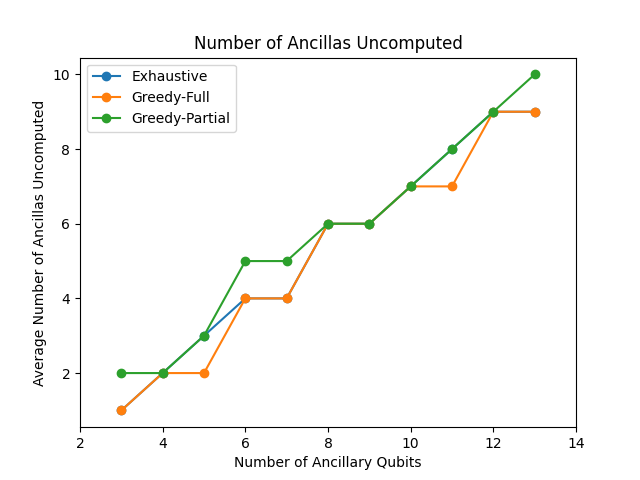 Number of Ancillas Uncomputed
Exhaustive
Greedy-Full
Greedy-Partial
Average Number of Ancillas Uncomputed
10
8
6
4
2
2 4 6 8 10 12 14
Number of Ancillary Qubits